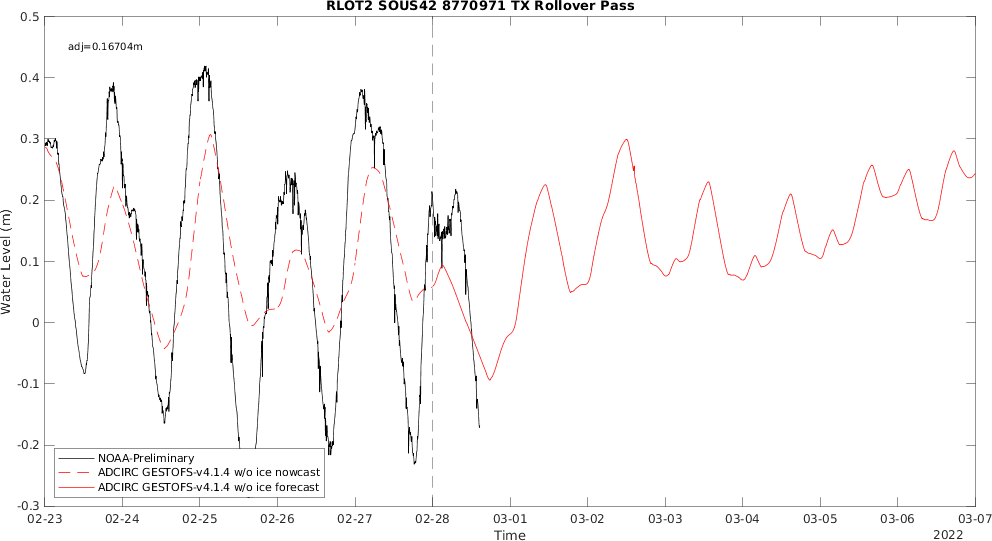 RLOT2 SOUS42 8770971 TX Rollover Pass
adj=0.16704m
0.5
0.4
0.3
0.2
0.1
0
-0.1
-0.2
-0.3
Water Level (m)
NOAA-Preliminary
ADCIRC GESTOFS-v4.1.4 w/o ice nowcast
ADCIRC GESTOFS-v4.1.4 w/o ice forecast
02-23 02-24 02-25 02-26 02-27 02-28 03-01 03-02 03-03 03-04 03-05 03-06 03-07
Time
2022